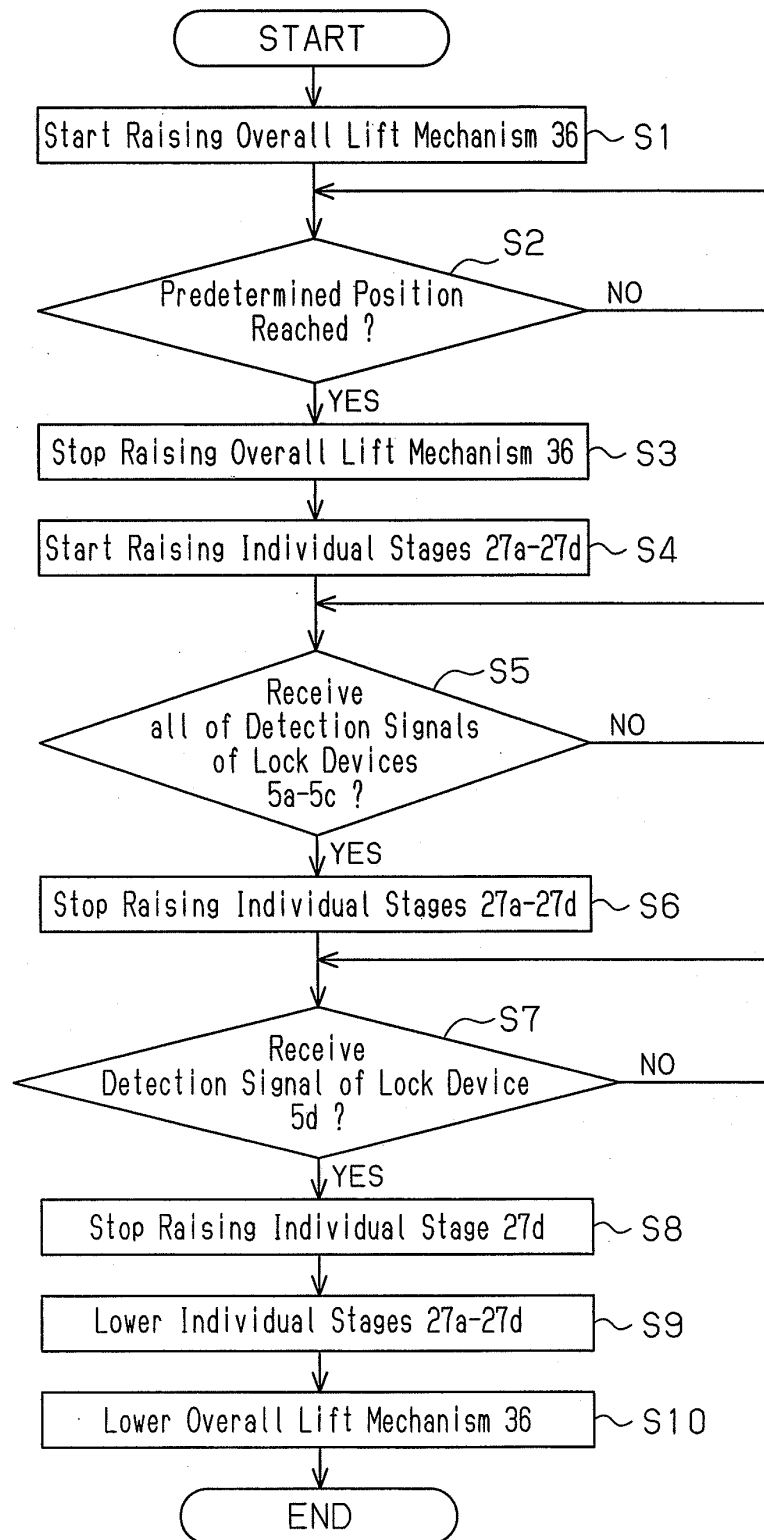 START
Start Raising Overall Lift Mechanism 36
S1
S2
Predetermined Position
Reached ?
NO
YES
Stop Raising Overall Lift Mechanism 36
S3
Start Raising Individual Stages 27a-27d
S4
S5
Receive
all of Detection Signals
of Lock Devices
5a-5c ?
NO
YES
Stop Raising Individual Stages 27a-27d
S6
S7
Receive
Detection Signal of Lock Device
5d ?
NO
YES
Stop Raising Individual Stage 27d
S8
Lower Individual Stages 27a-27d
S9
Lower Overall Lift Mechanism 36
S10
END